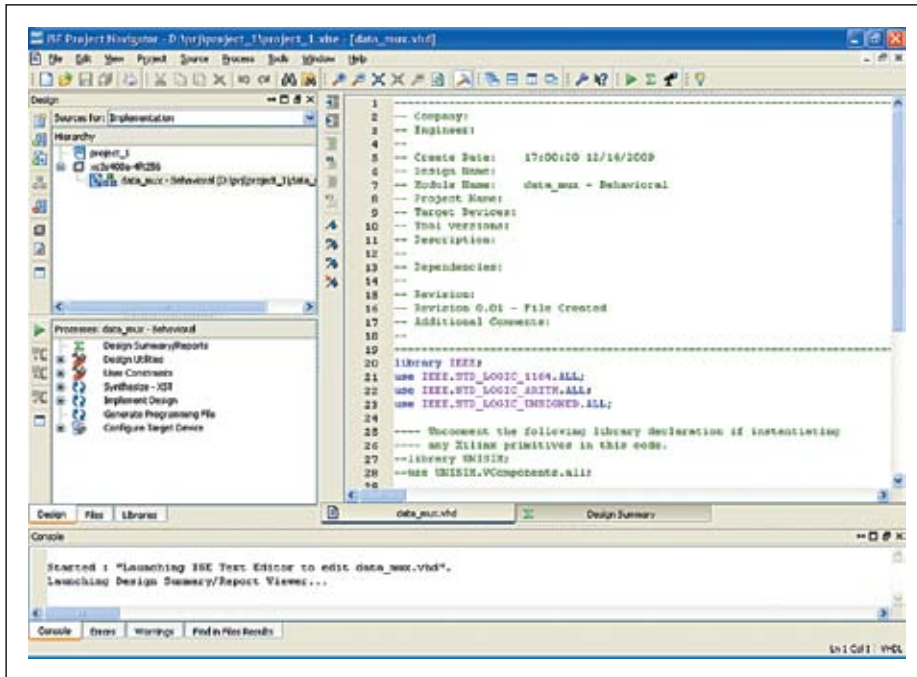 ISE Project Navigator - D:\prj\project_1\project_1.xise - [data_mux.vhd]
File Edit View Project Source Process Tools Window Help
Design
Sources for: Implementation
Hierarchy
project_1
xc3s400a-4ft256
data_mux - Behavioral (D:\prj\project_1\data_
Processes: data_mux - Behavioral
Design Summary/Reports
Design Utilities
User Constraints
Synthesize - XST
Implement Design
Generate Programming File
Configure Target Device
Design Files Libraries
1 --------------------------------------------------------------------------------
2 -- Company:
3 -- Engineer:
4 --
5 -- Create Date: 17:00:20 12/16/2009
6 -- Design Name:
7 -- Module Name: data_mux - Behavioral
8 -- Project Name:
9 -- Target Devices:
10 -- Tool versions:
11 -- Description:
12 --
13 -- Dependencies:
14 --
15 -- Revision:
16 -- Revision 0.01 - File Created
17 -- Additional Comments:
18 --
19 --------------------------------------------------------------------------------
20 library IEEE;
21 use IEEE.STD_LOGIC_1164.ALL;
22 use IEEE.STD_LOGIC_ARITH.ALL;
23 use IEEE.STD_LOGIC_UNSIGNED.ALL;
24
25 ---- Uncomment the following library declaration if instantiating
26 ---- any Xilinx primitives in this code.
27 --library UNISIM;
28 --use UNISIM.VComponents.all;
29
data_mux.vhd Design Summary
Console
Started : "Launching ISE Text Editor to edit data_mux.vhd".
Launching Design Summary/Report Viewer...
Console Errors Warnings Find in Files Results
Ln 1 Col 1 VHDL